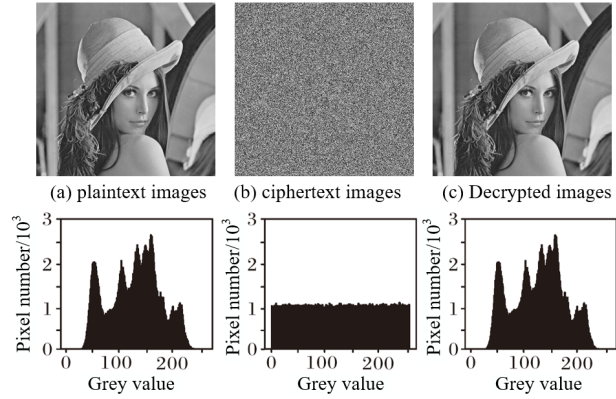 (a) plaintext images (b) ciphertext images (c) Decrypted images
Pixel number/10³
3
2
1
0
0 100 200
Grey value
Pixel number/10³
3
2
1
0
0 100 200
Grey value
Pixel number/10³
3
2
1
0
0 100 200
Grey value